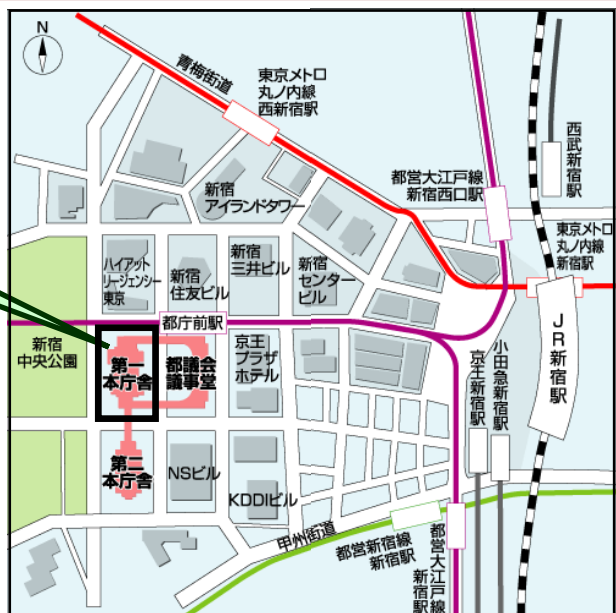 N
青梅街道
東京メトロ
丸ノ内線
西新宿駅
西武新宿駅
都営大江戸線
新宿西口駅
新宿
アイランドタワー
東京メトロ
丸ノ内線
新宿駅
ハイアット
リージェンシー
東京
新宿
住友ビル
新宿
三井ビル
新宿
センター
ビル
都庁前駅
JR新宿駅
新宿
中央公園
第一
本庁舎
都議会
議事堂
京王
プラザ
ホテル
小田急新宿駅
京王新宿駅
第二
本庁舎
NSビル
KDDIビル
甲州街道
都営新宿線
新宿駅
都営大江戸線
新宿駅